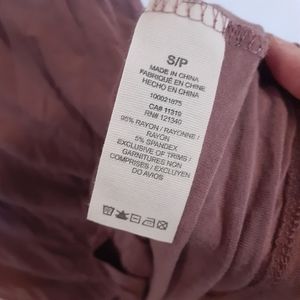 S/P
MADE IN CHINA
FABRIQUÉ EN CHINE
HECHO EN CHINA
100021875
CA# 11319
RN# 121340
95% RAYON / RAYONNE /
RAYON
5% SPANDEX
EXCLUSIVE OF TRIMS /
GARNITURES NON
COMPRISES / EXCLUYEN
DO AVIOS